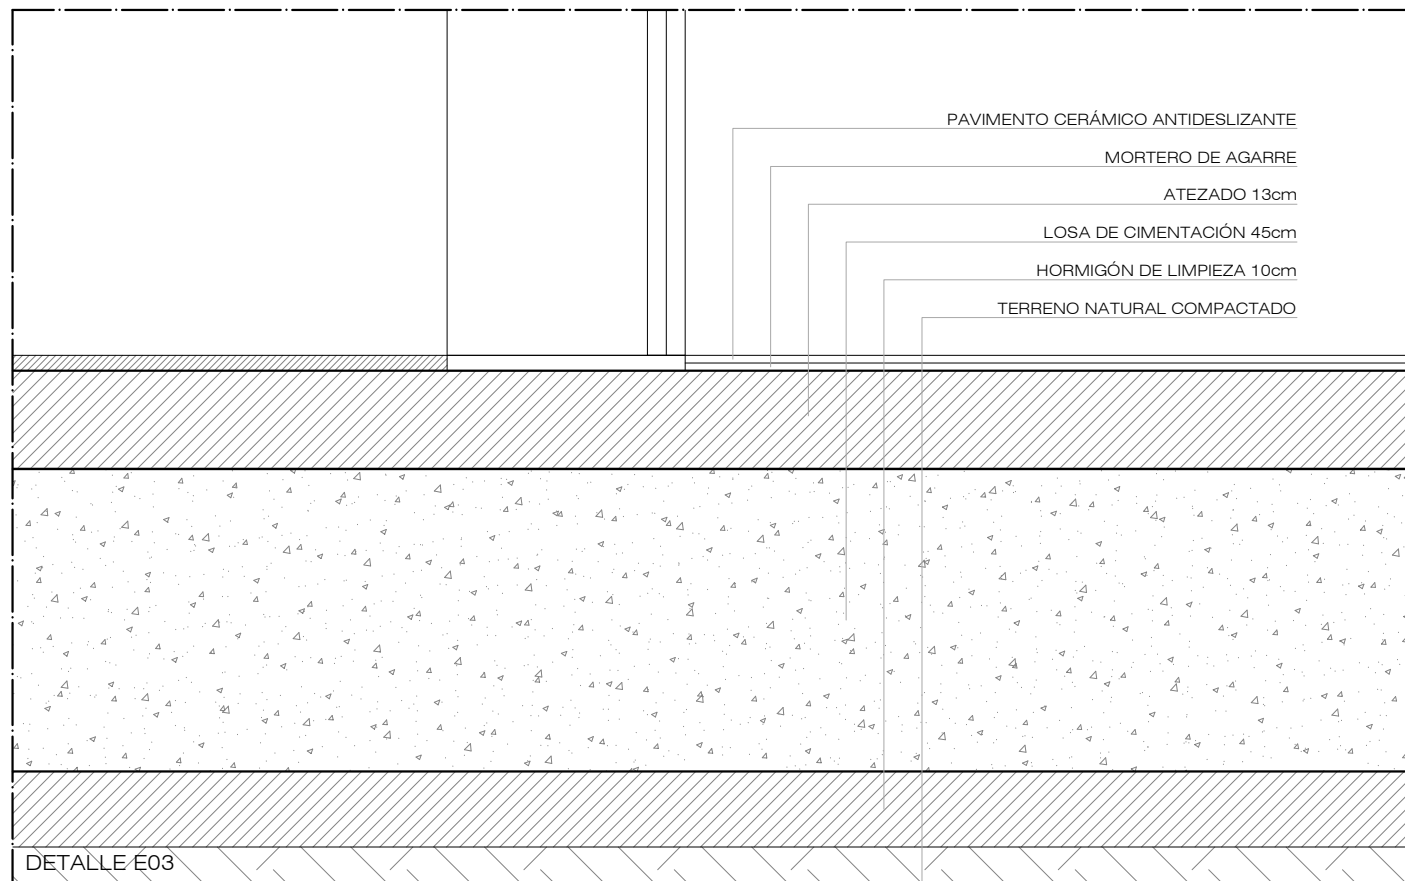 PAVIMENTO CERÁMICO ANTIDESLIZANTE
MORTERO DE AGARRE
ATEZADO 13cm
LOSA DE CIMENTACIÓN 45cm
HORMIGÓN DE LIMPIEZA 10cm
TERRENO NATURAL COMPACTADO
DETALLE E03